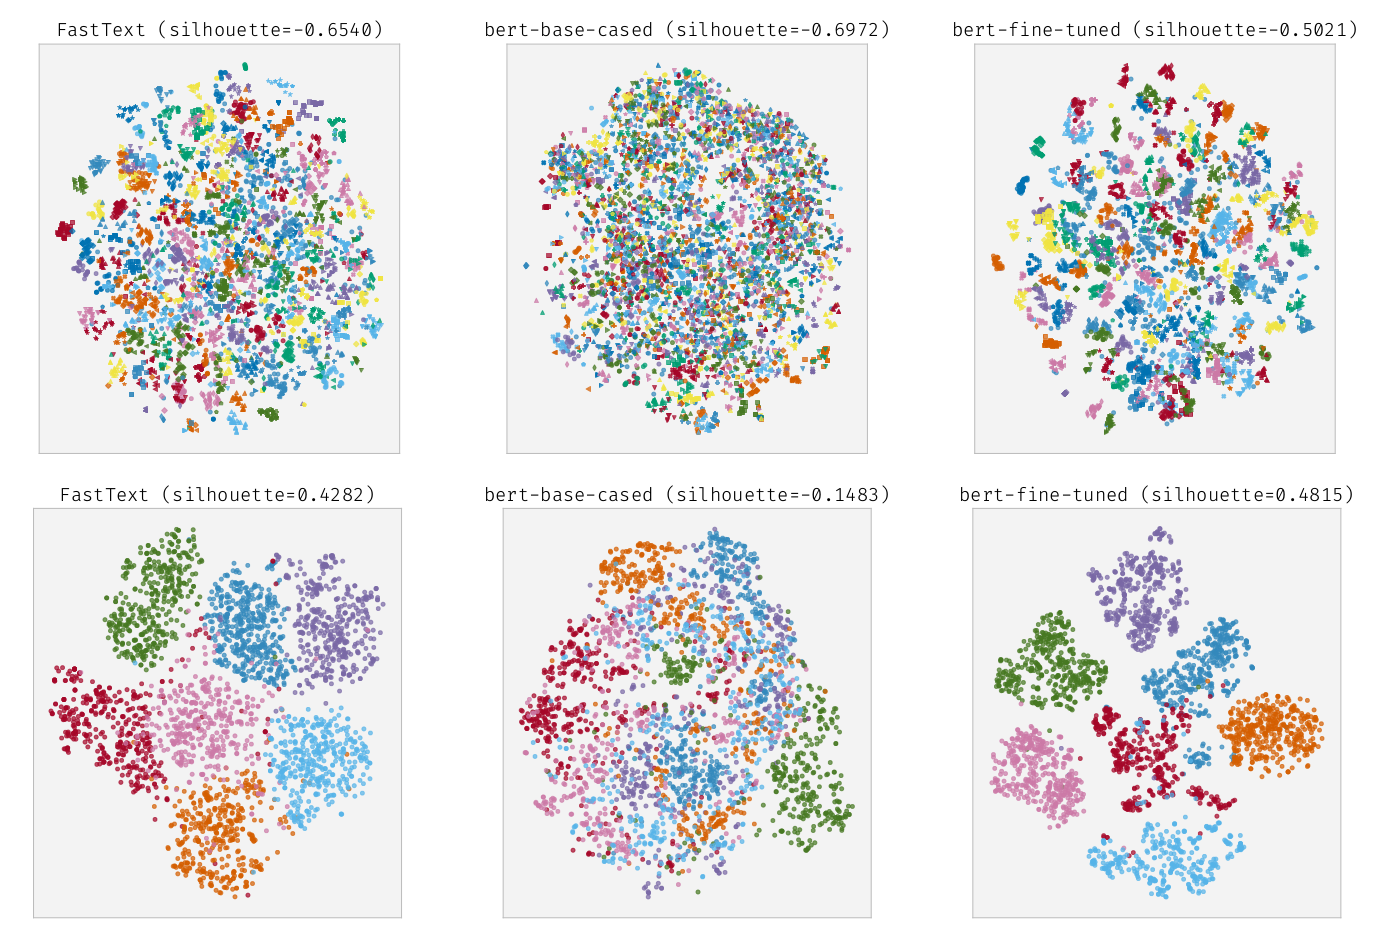 FastText (silhouette=-0.6540)
bert-base-cased (silhouette=-0.6972)
bert-fine-tuned (silhouette=-0.5021)
FastText (silhouette=0.4282)
bert-base-cased (silhouette=-0.1483)
bert-fine-tuned (silhouette=0.4815)